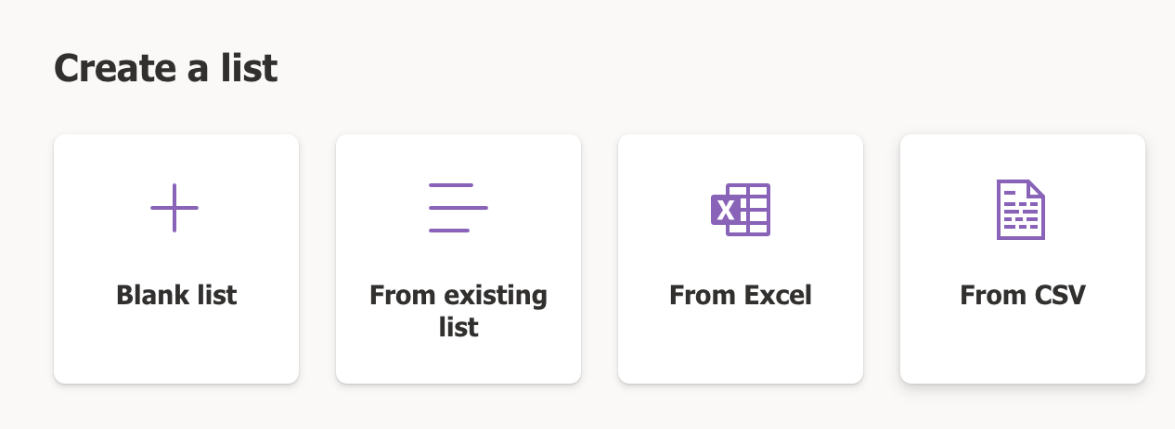 Create a list
Blank list
From existing
list
From Excel
From CSV